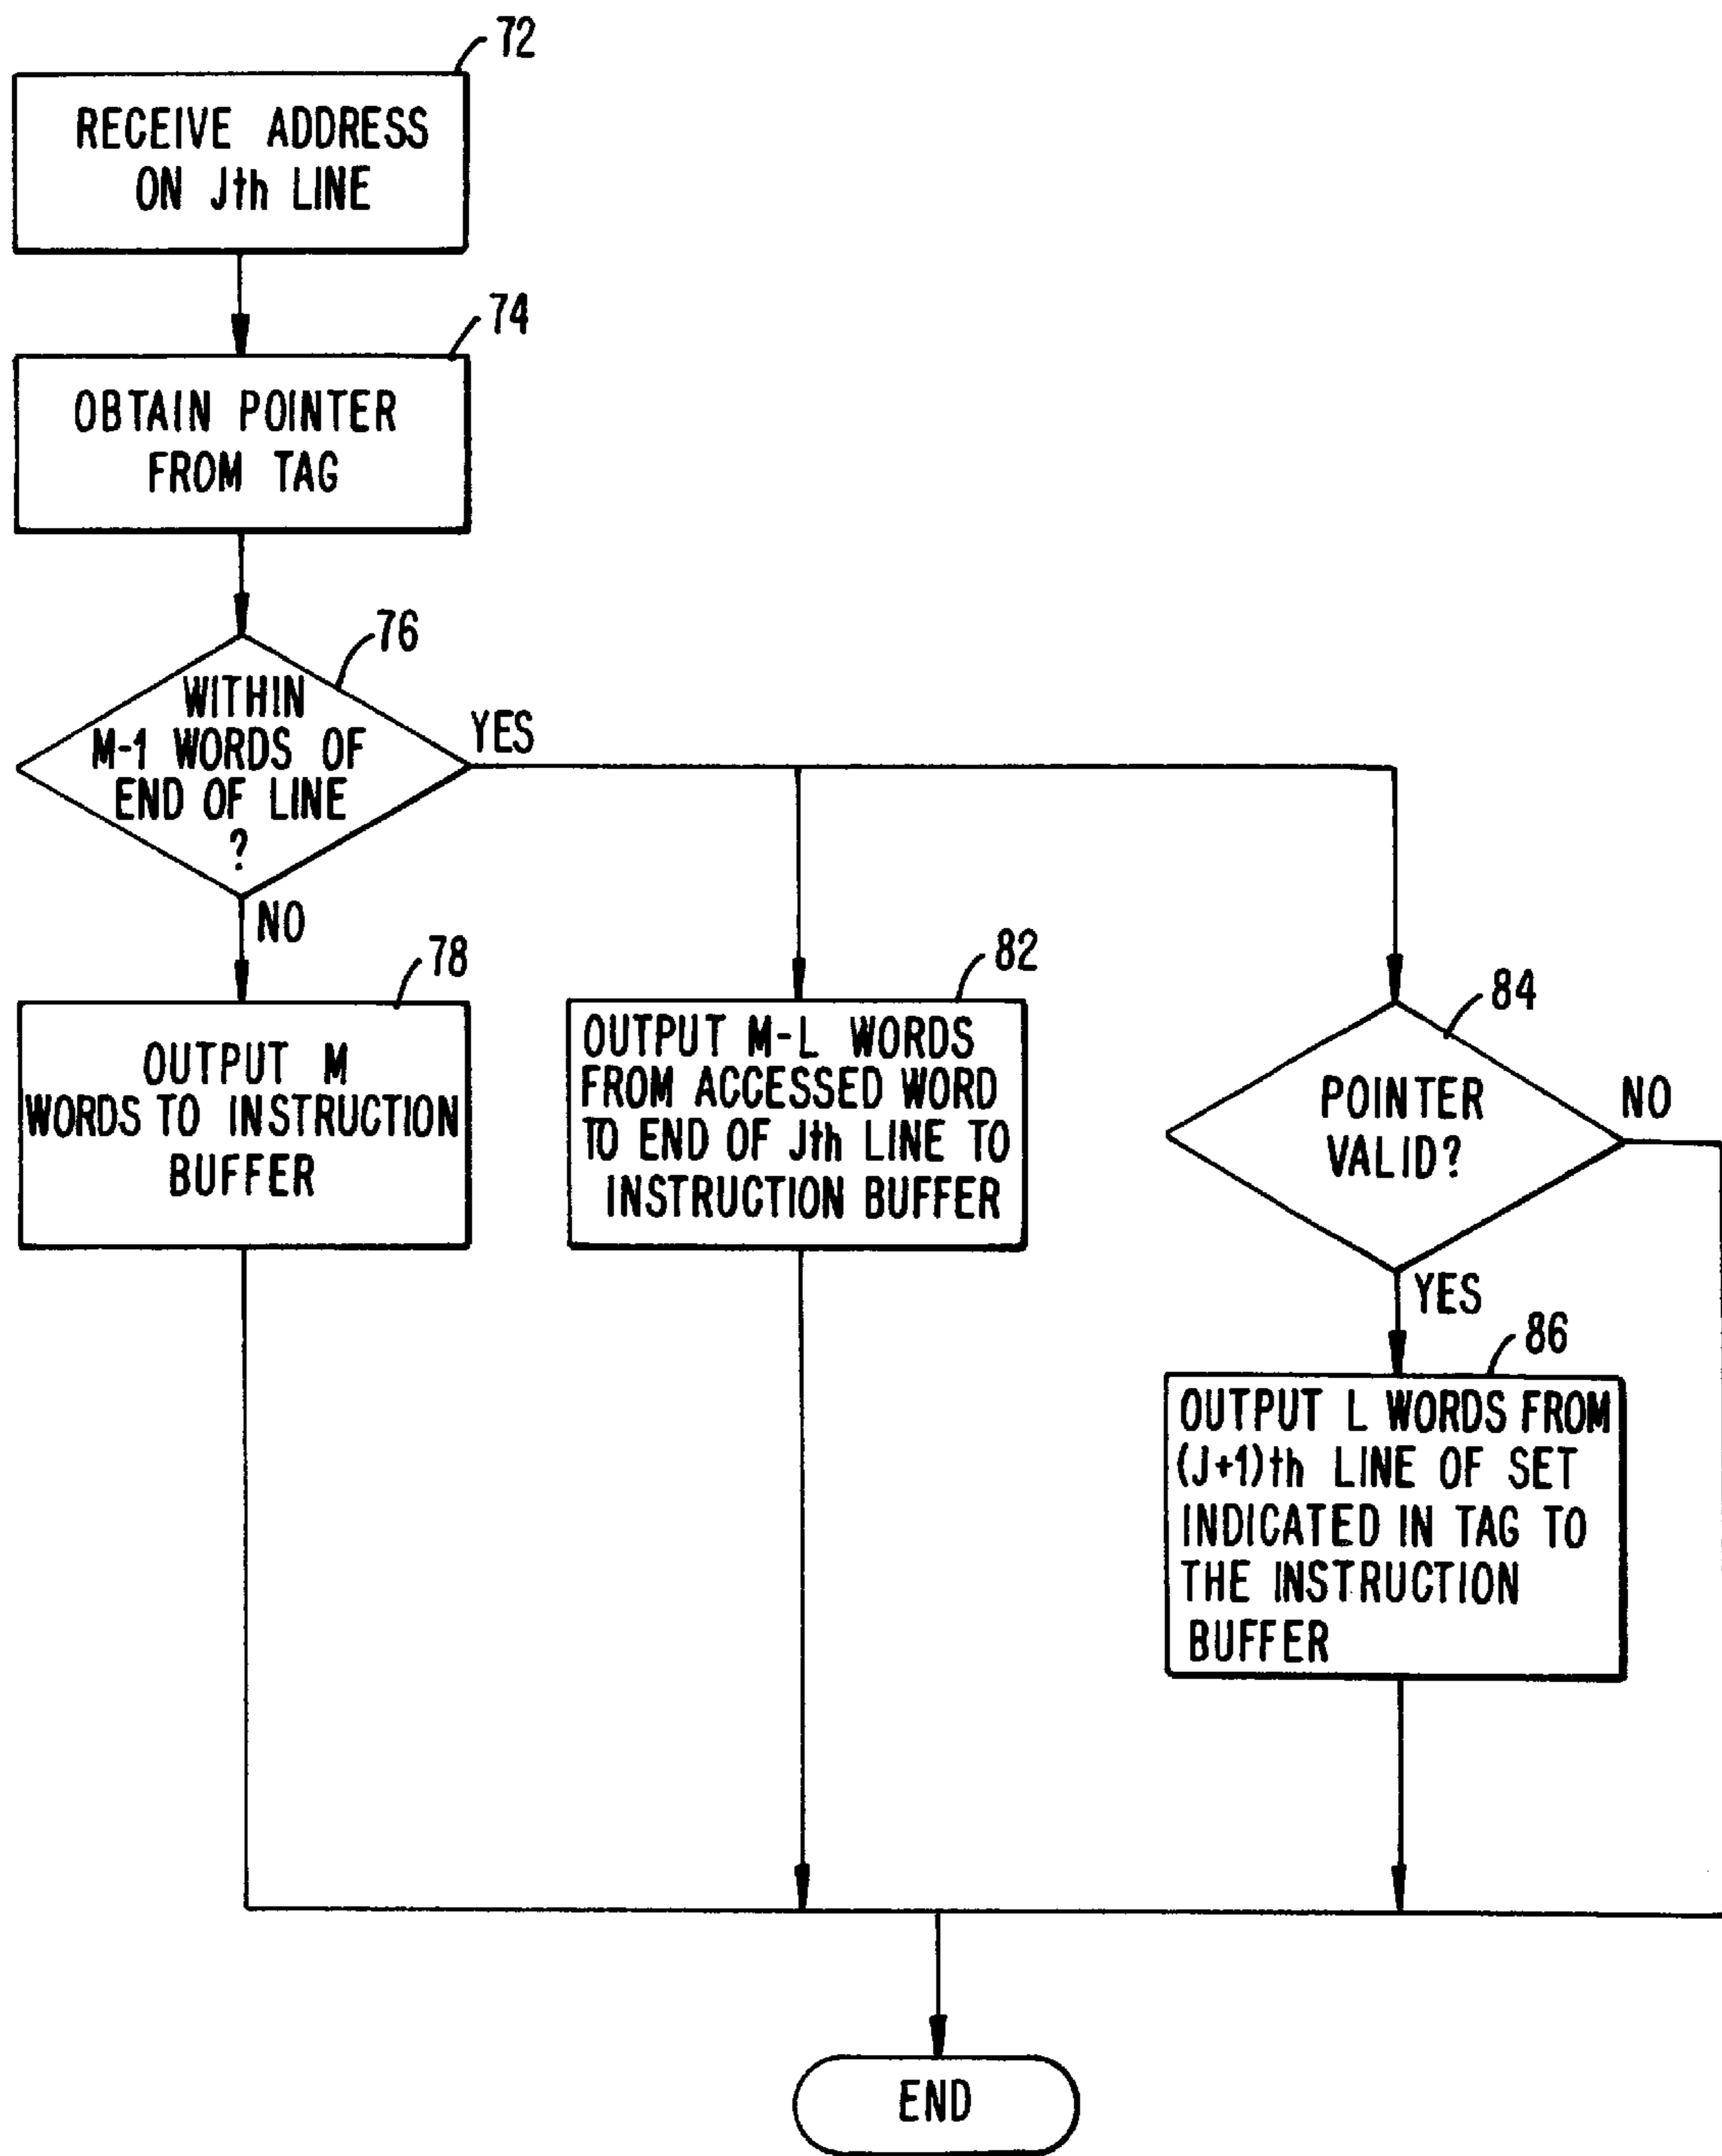 72
RECEIVE ADDRESS
ON Jth LINE
74
OBTAIN POINTER
FROM TAG
76
WITHIN
M-1 WORDS OF
END OF LINE
?
YES
NO
78
OUTPUT M
WORDS TO INSTRUCTION
BUFFER
82
OUTPUT M-L WORDS
FROM ACCESSED WORD
TO END OF Jth LINE TO
INSTRUCTION BUFFER
84
POINTER
VALID?
NO
YES
86
OUTPUT L WORDS FROM
(J+1)th LINE OF SET
INDICATED IN TAG TO
THE INSTRUCTION
BUFFER
END